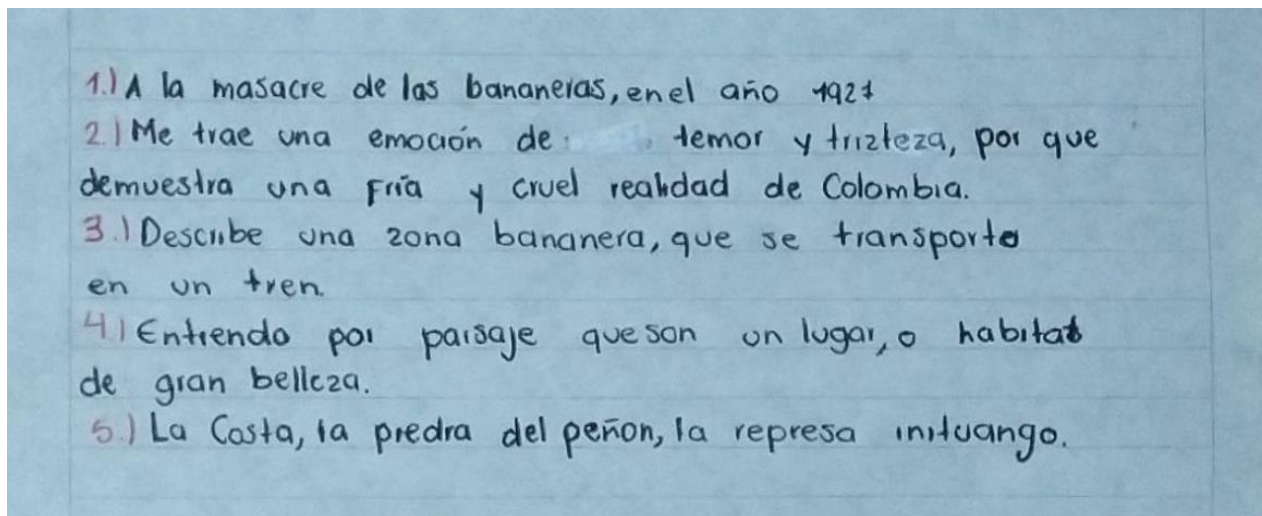 1.) A la masacre de las bananeras, en el año 1921
2.) Me trae una emoción de temor y trizteza, por que
demuestra una Fría y cruel realidad de Colombia.
3.) Describe una zona bananera, que se transporto
en un tren.
4.) Entiendo por paisaje que son un lugar, o habitat
de gran belleza.
5.) La Costa, la piedra del peñon, la represa inituango.